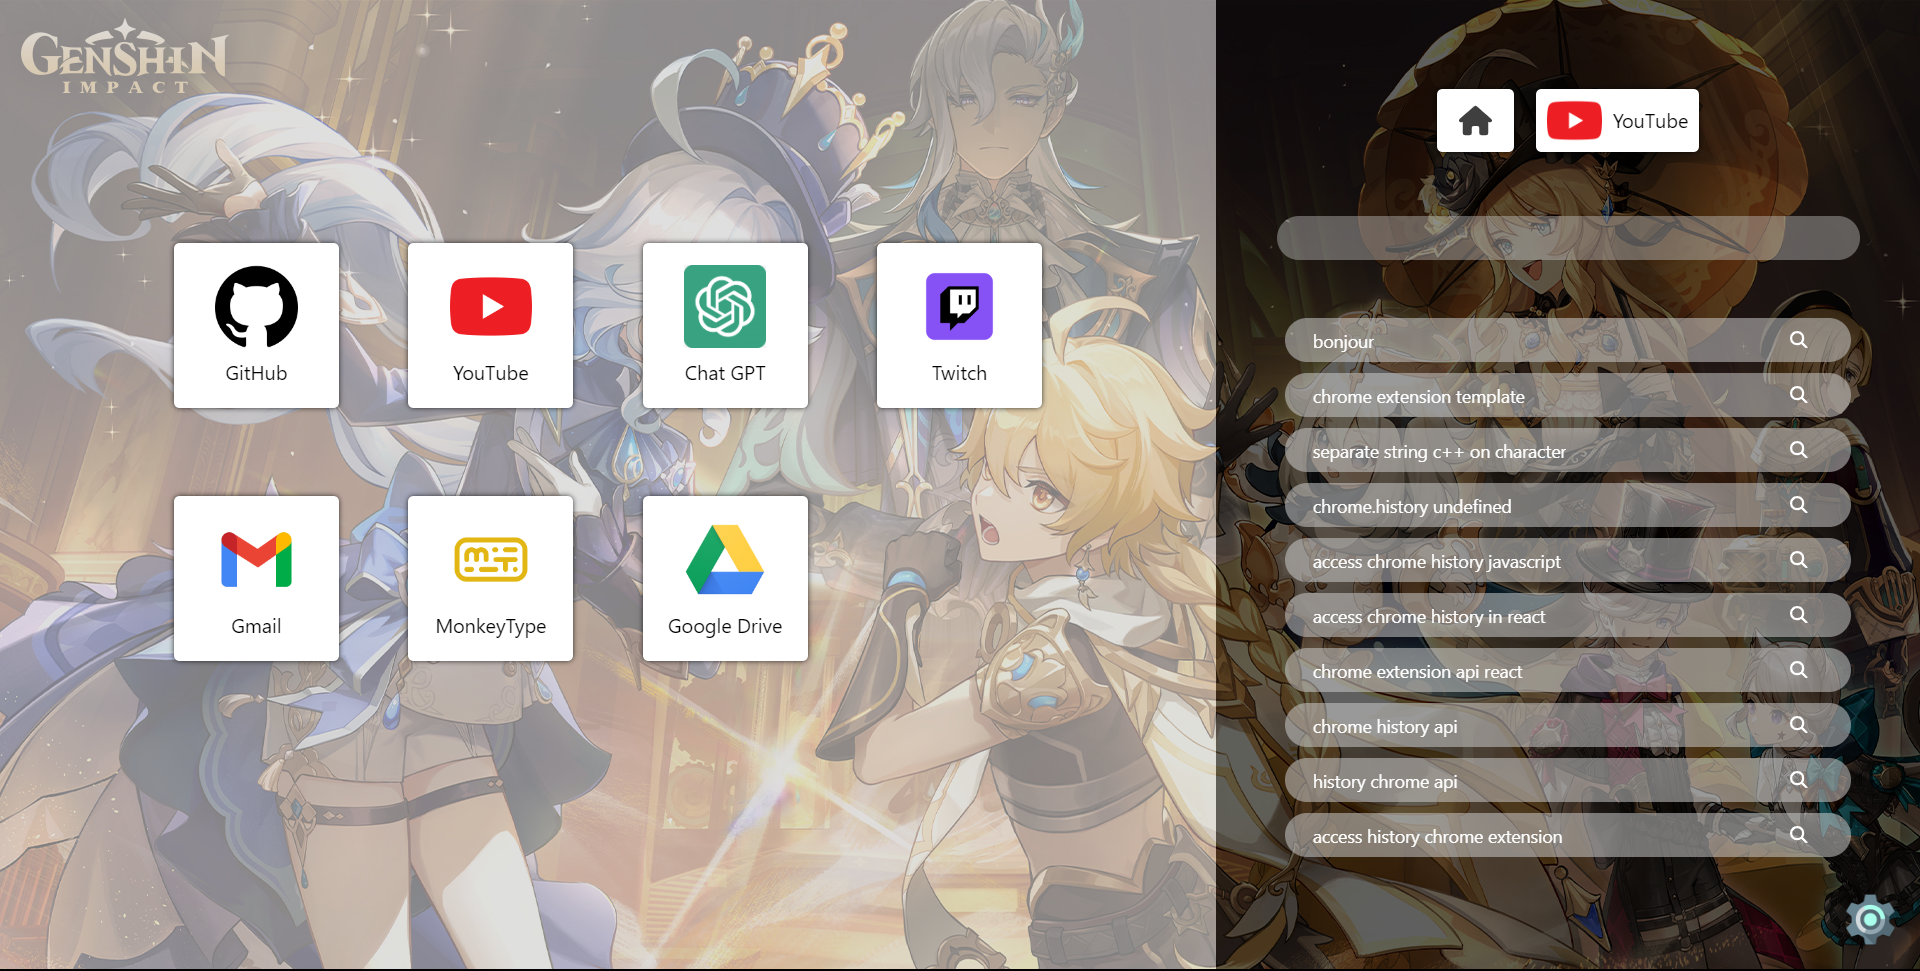 GENSHIN
IMPACT
GitHub
YouTube
Chat GPT
Twitch
Gmail
MonkeyType
Google Drive
YouTube
bonjour
chrome extension template
separate string c++ on character
chrome.history undefined
access chrome history javascript
access chrome history in react
chrome extension api react
chrome history api
history chrome api
access history chrome extension